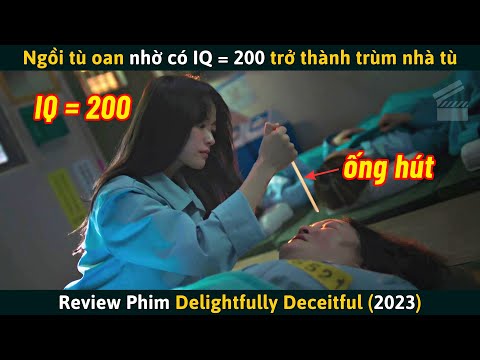 Ngồi tù oan nhờ có IQ = 200 trở thành trùm nhà tù
IQ = 200
ống hút
Review Phim Delightfully Deceitful (2023)